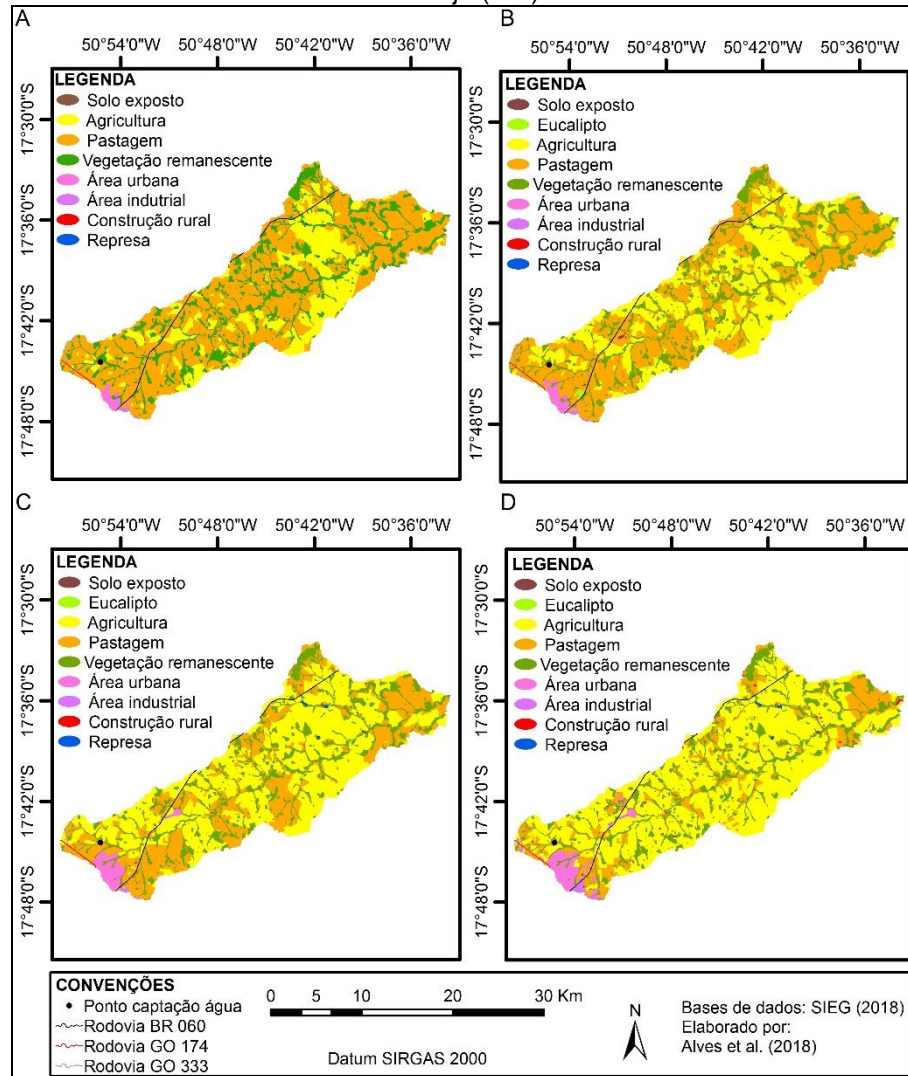 A
50°54'0"W 50°48'0"W 50°42'0"W 50°36'0"W
17°30'0"S
17°36'0"S
17°42'0"S
17°48'0"S
LEGENDA
Solo exposto
Agricultura
Pastagem
Vegetação remanescente
Área urbana
Área indutrial
Construção rural
Represa
B
50°54'0"W 50°48'0"W 50°42'0"W 50°36'0"W
17°30'0"S
17°36'0"S
17°42'0"S
17°48'0"S
LEGENDA
Solo exposto
Eucalipto
Agricultura
Pastagem
Vegetação remanescente
Área urbana
Área industrial
Construção rural
Represa
C
50°54'0"W 50°48'0"W 50°42'0"W 50°36'0"W
17°30'0"S
17°36'0"S
17°42'0"S
17°48'0"S
LEGENDA
Solo exposto
Eucalipto
Agricultura
Pastagem
Vegetação remanescente
Área urbana
Área industrial
Construção rural
Represa
D
50°54'0"W 50°48'0"W 50°42'0"W 50°36'0"W
17°30'0"S
17°36'0"S
17°42'0"S
17°48'0"S
LEGENDA
Solo exposto
Eucalipto
Agricultura
Pastagem
Vegetação remanescente
Área urbana
Área industrial
Construção rural
Represa
CONVENÇÕES
Ponto captação água
Rodovia BR 060
Rodovia GO 174
Rodovia GO 333
0 5 10 20 30 Km
Datum SIRGAS 2000
N
Bases de dados: SIEG (2018)
Elaborado por:
Alves et al. (2018)